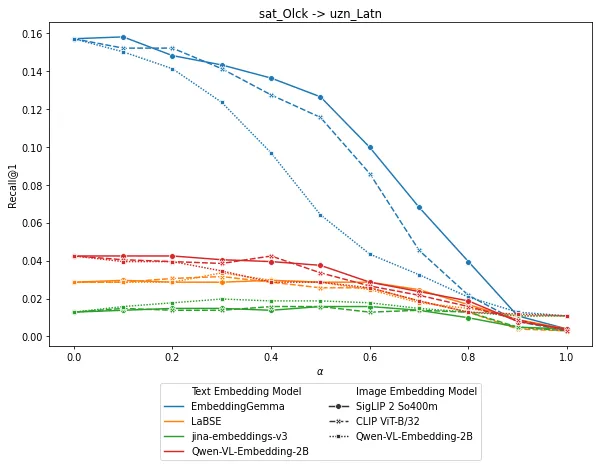 sat_Olck -> uzn_Latn
Recall@1
0.16
0.14
0.12
0.10
0.08
0.06
0.04
0.02
0.00
0.0 0.2 0.4 0.6 0.8 1.0
α
Text Embedding Model Image Embedding Model
EmbeddingGemma SigLIP 2 So400m
LaBSE CLIP ViT-B/32
jina-embeddings-v3 Qwen-VL-Embedding-2B
Qwen-VL-Embedding-2B